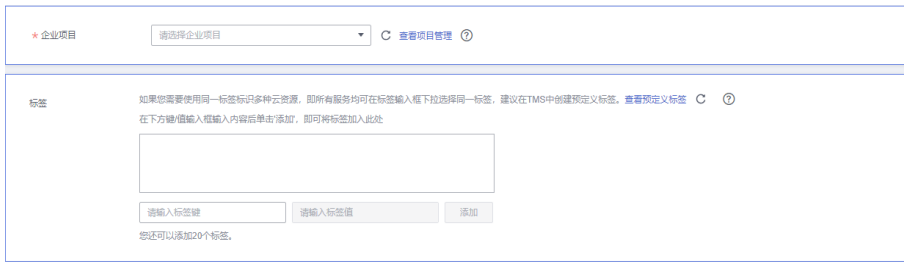 * 企业项目 请选择企业项目 查看项目管理
标签 如果您需要使用同一标签标识多种云资源，即所有服务均可在标签输入框下拉选择同一标签，建议在TMS中创建预定义标签。查看预定义标签
在下方键/值输入框输入内容后单击'添加'，即可将标签加入此处
请输入标签键 请输入标签值 添加
您还可以添加20个标签。